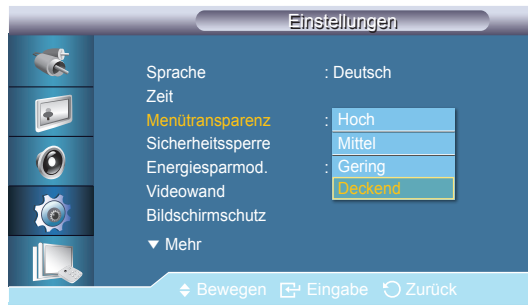 Einstellungen
Sprache : Deutsch
Zeit
Menütransparenz : Hoch
Mittel
Sicherheitssperre
Energiesparmod. : Gering
Deckend
Videowand
Bildschirmschutz
▼ Mehr
Bewegen Eingabe Zurück